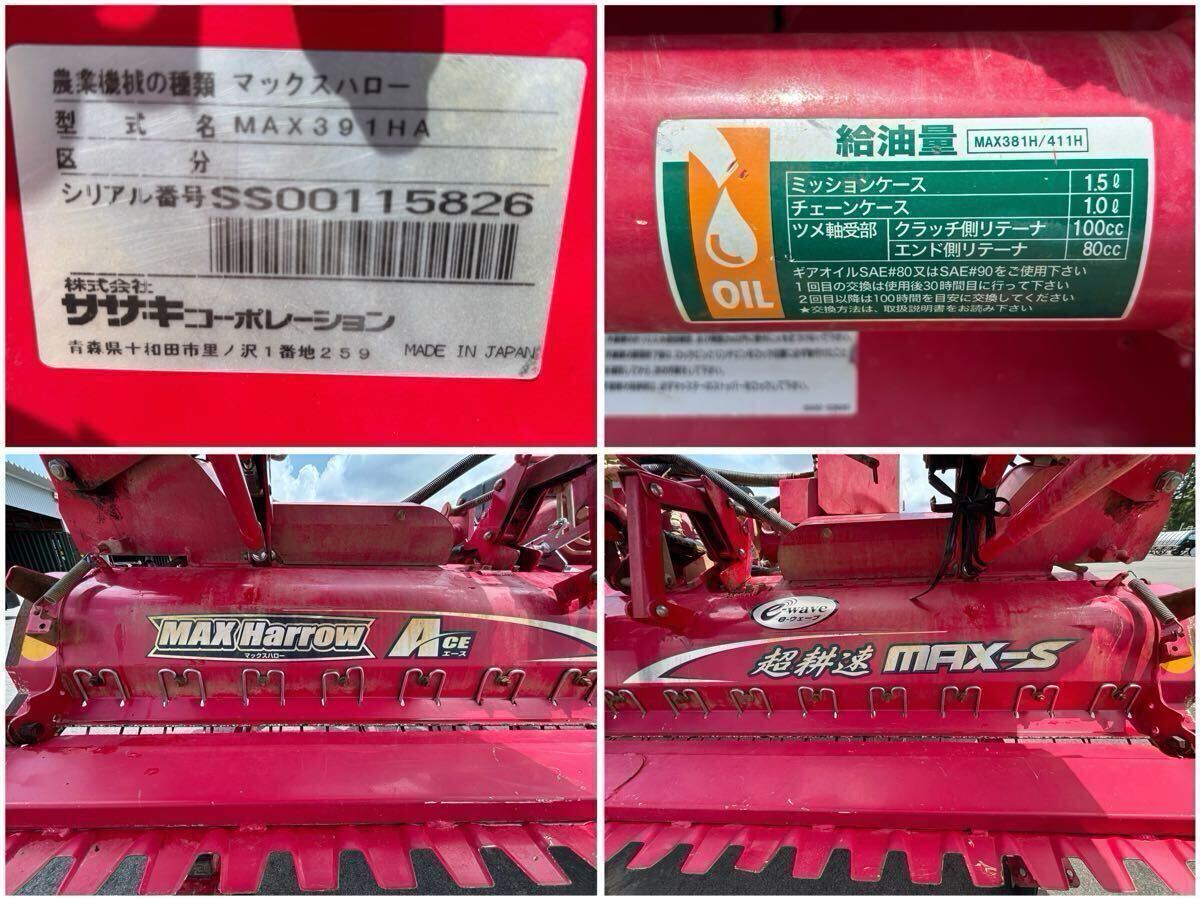 農業機械の種類 マックスハロー
型式名 MAX391HA
区分
シリアル番号 SS00115826
株式会社
ササキコーポレーション
青森県十和田市里ノ沢1番地259 MADE IN JAPAN
給油量 MAX381H/411H
ミッションケース 1.5ℓ
チェーンケース 1.0ℓ
ツメ軸受部 クラッチ側リテーナ 100cc
エンド側リテーナ 80cc
OIL
ギアオイルSAE#80又はSAE#90をご使用下さい
1回目の交換は使用後30時間目に行って下さい
2回目以降は100時間を目安に交換してください
★交換方法は、取扱説明書をお読み下さい
MAX Harrow
マックスハロー
ACE
エース
e-wave
e-ウェーブ
超耕速 MAX-S